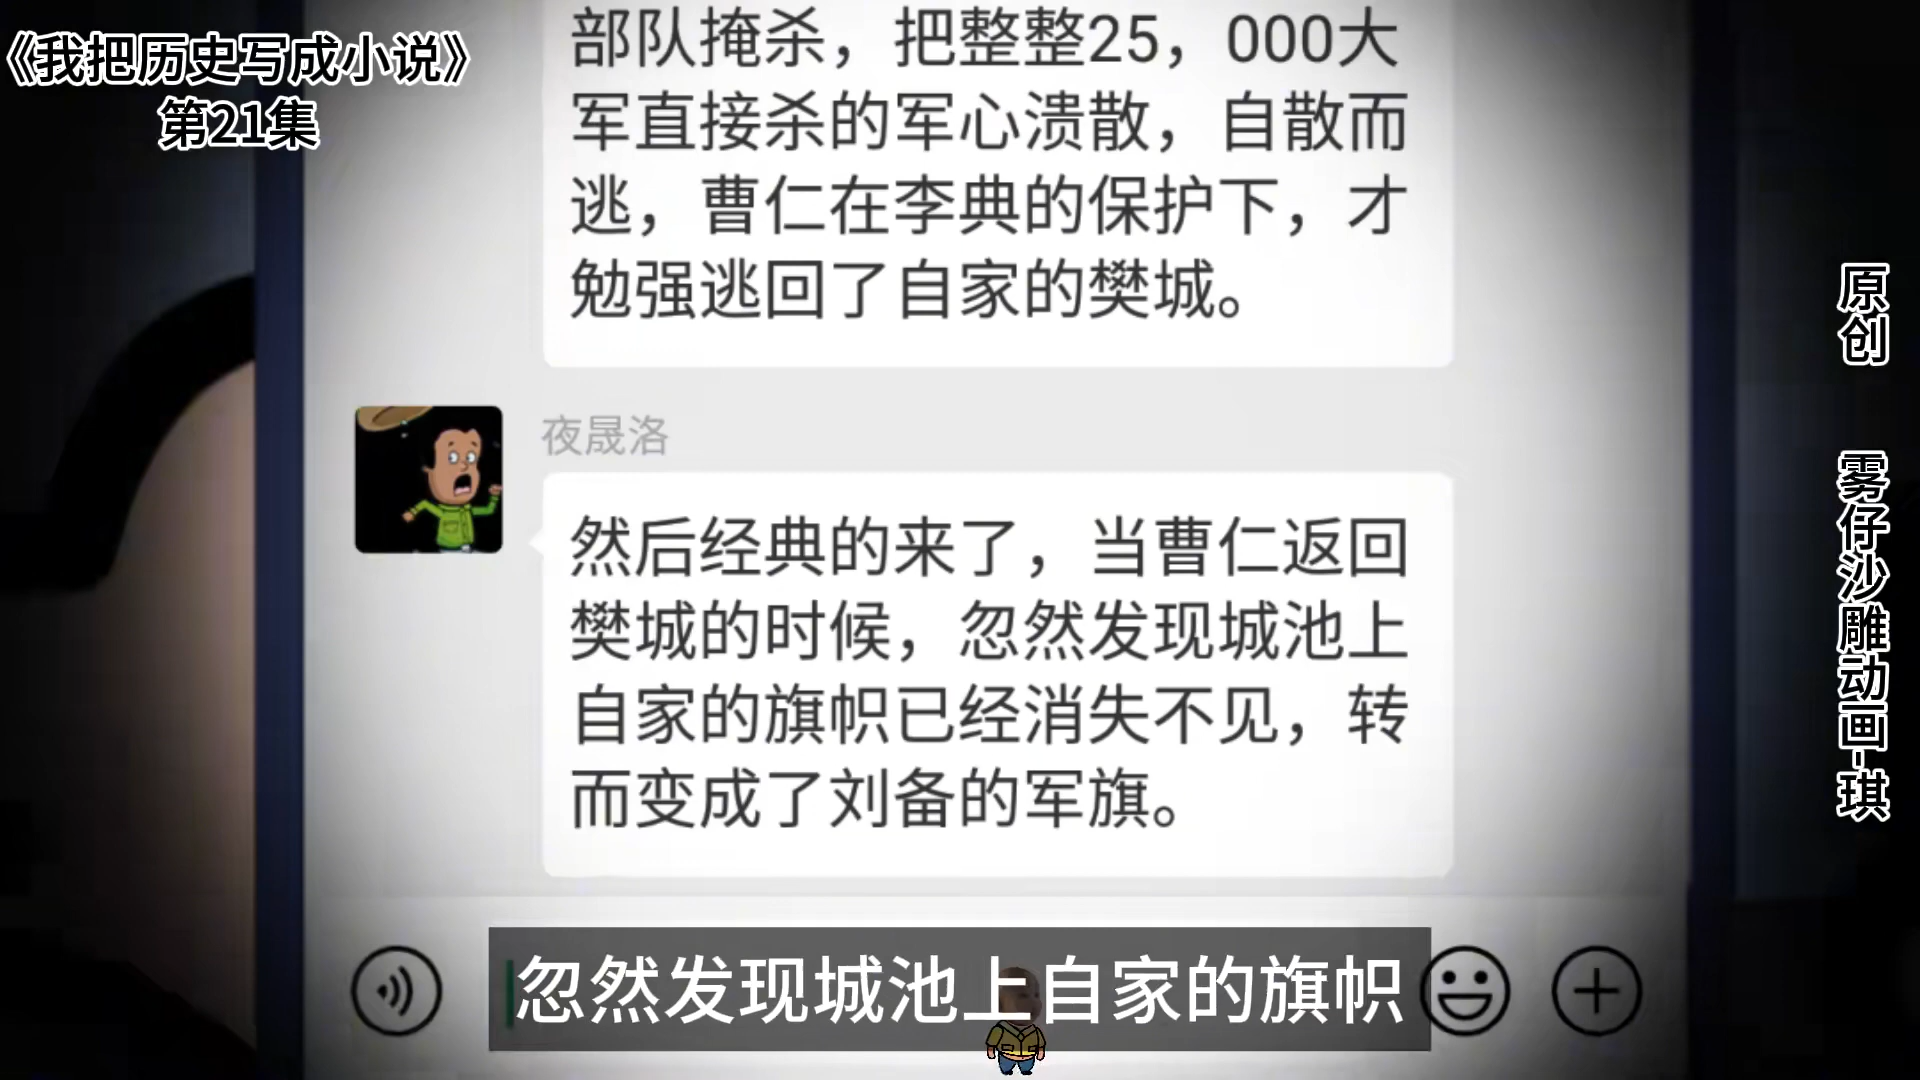 《我把历史写成小说》
第21集
部队掩杀，把整整25，000大
军直接杀的军心溃散，自散而
逃，曹仁在李典的保护下，才
勉强逃回了自家的樊城。
夜晟洛
然后经典的来了，当曹仁返回
樊城的时候，忽然发现城池上
自家的旗帜已经消失不见，转
而变成了刘备的军旗。
忽然发现城池上自家的旗帜
原创
雾仔沙雕动画-琪